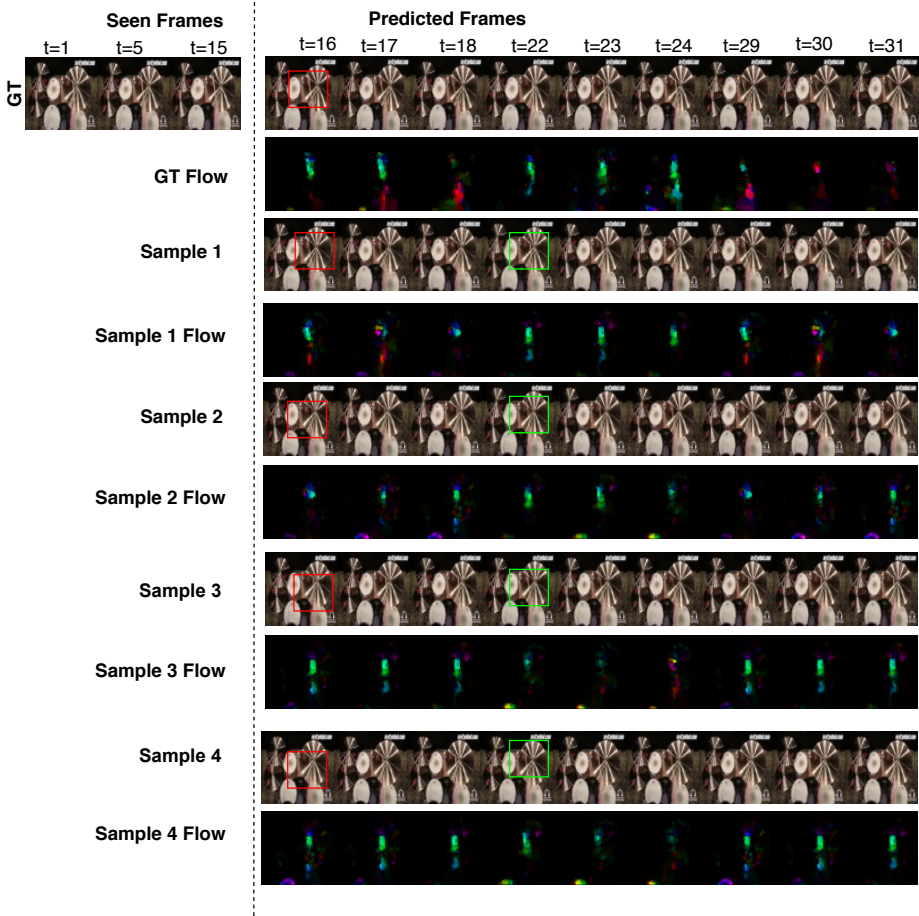 Seen Frames
Predicted Frames
t=1 t=5 t=15
t=16 t=17 t=18 t=22 t=23 t=24 t=29 t=30 t=31
GT
GT Flow
Sample 1
Sample 1 Flow
Sample 2
Sample 2 Flow
Sample 3
Sample 3 Flow
Sample 4
Sample 4 Flow